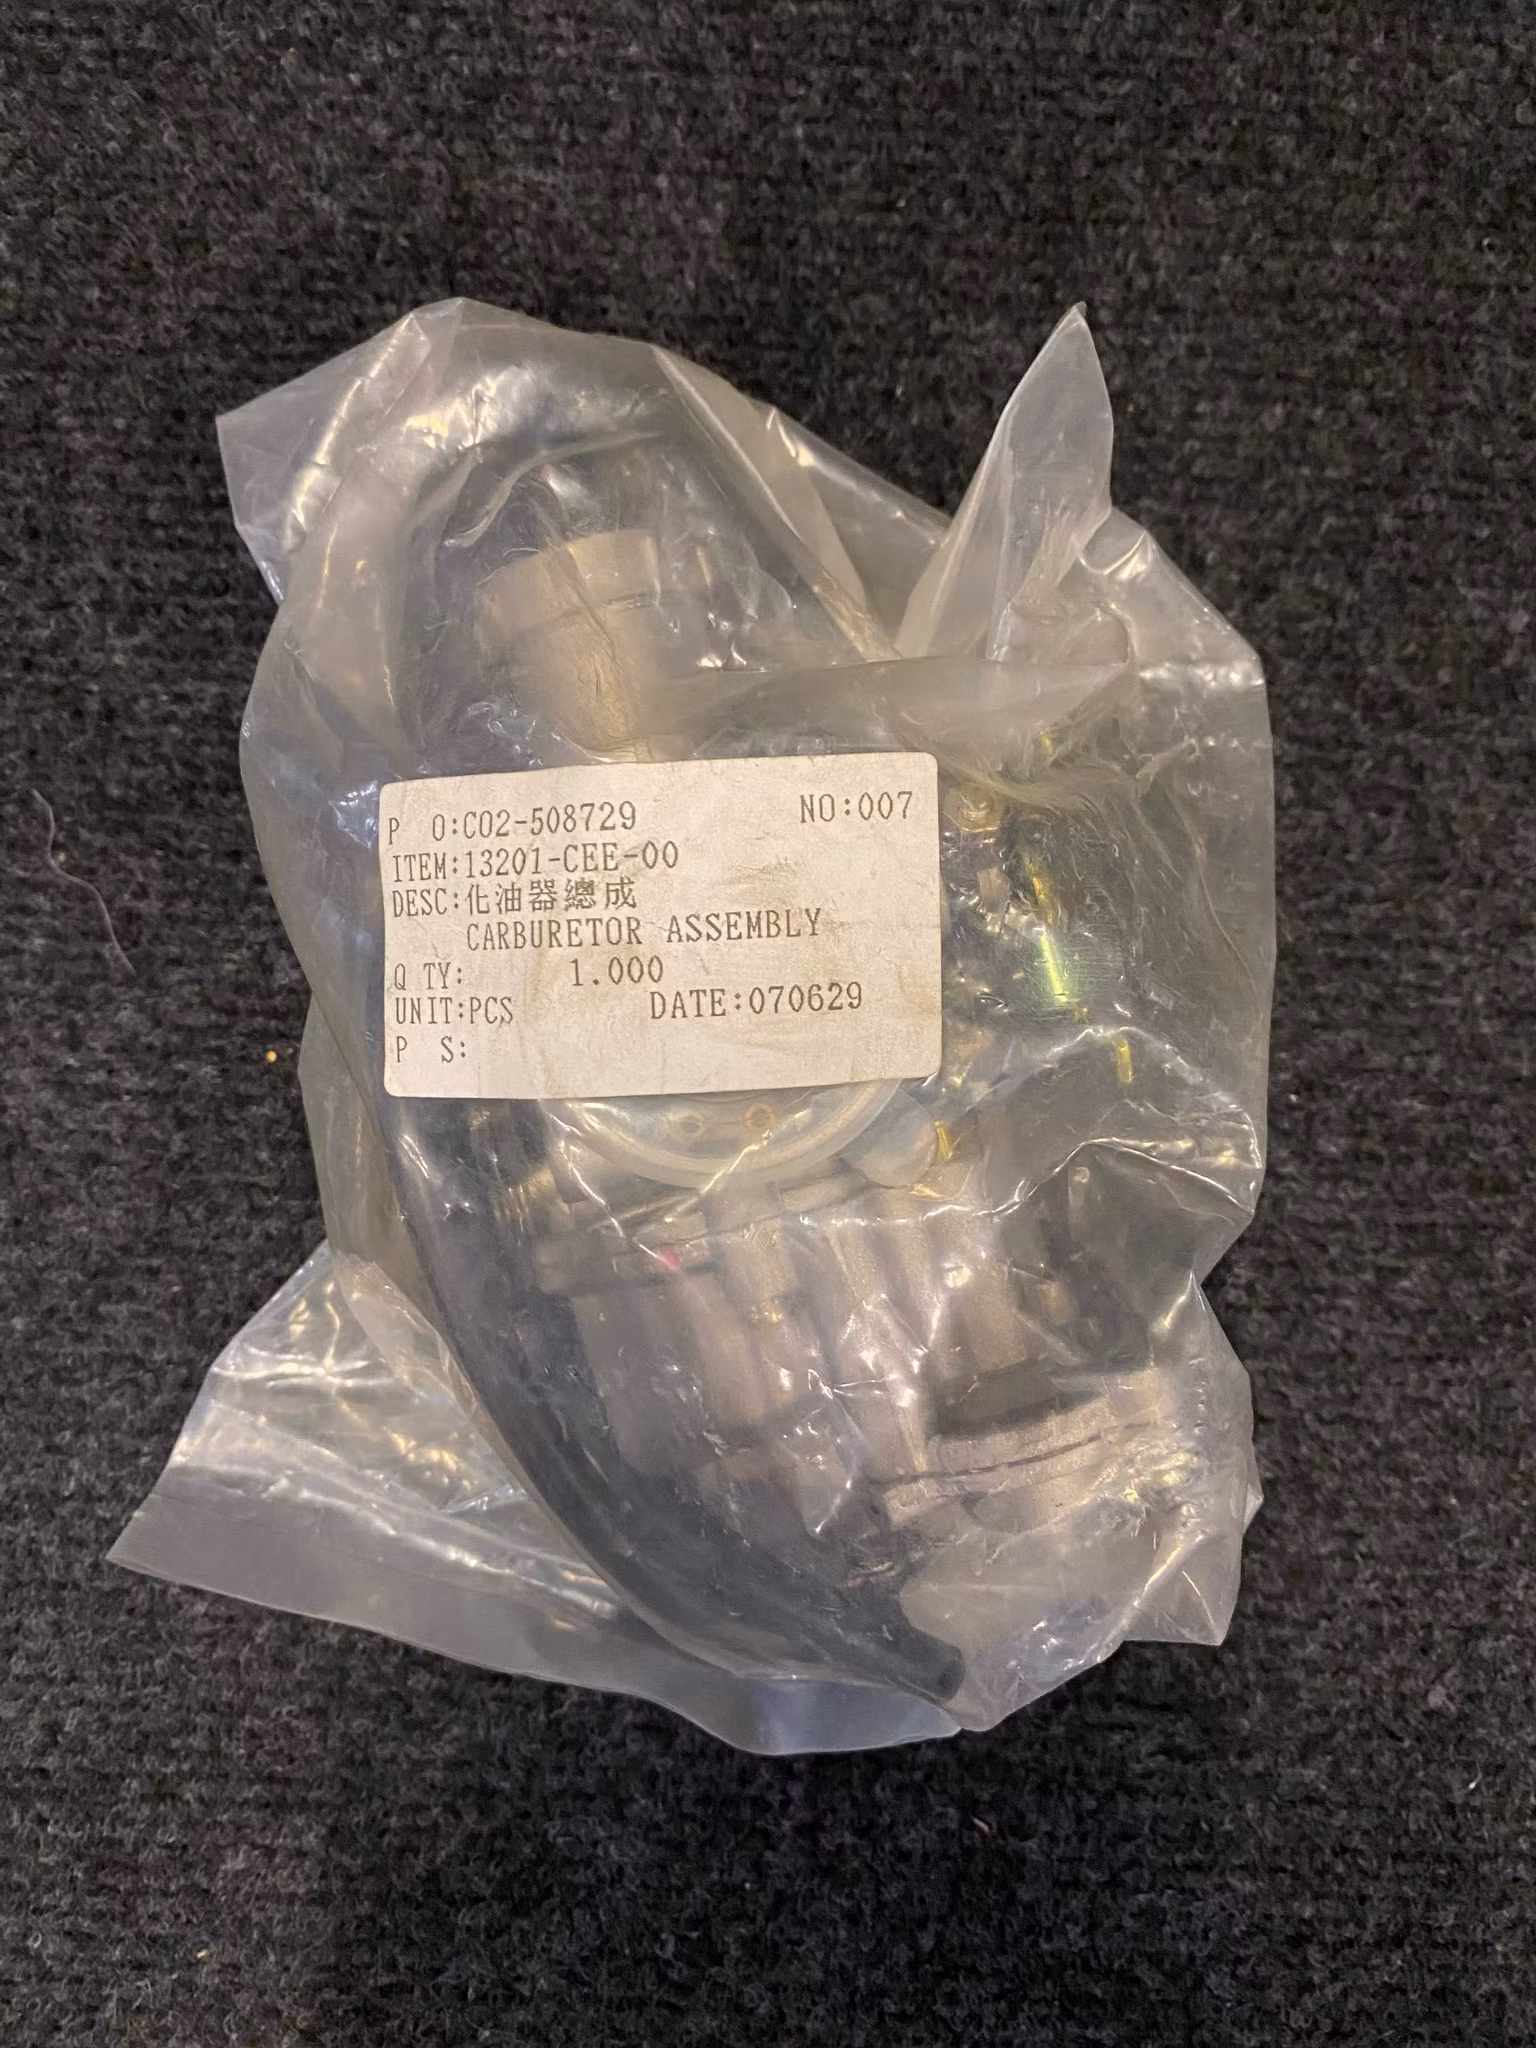 P O:C02-508729 NO:007
ITEM:13201-CEE-00
DESC:化油器總成
CARBURETOR ASSEMBLY
Q TY: 1.000
UNIT:PCS DATE:070629
P S: